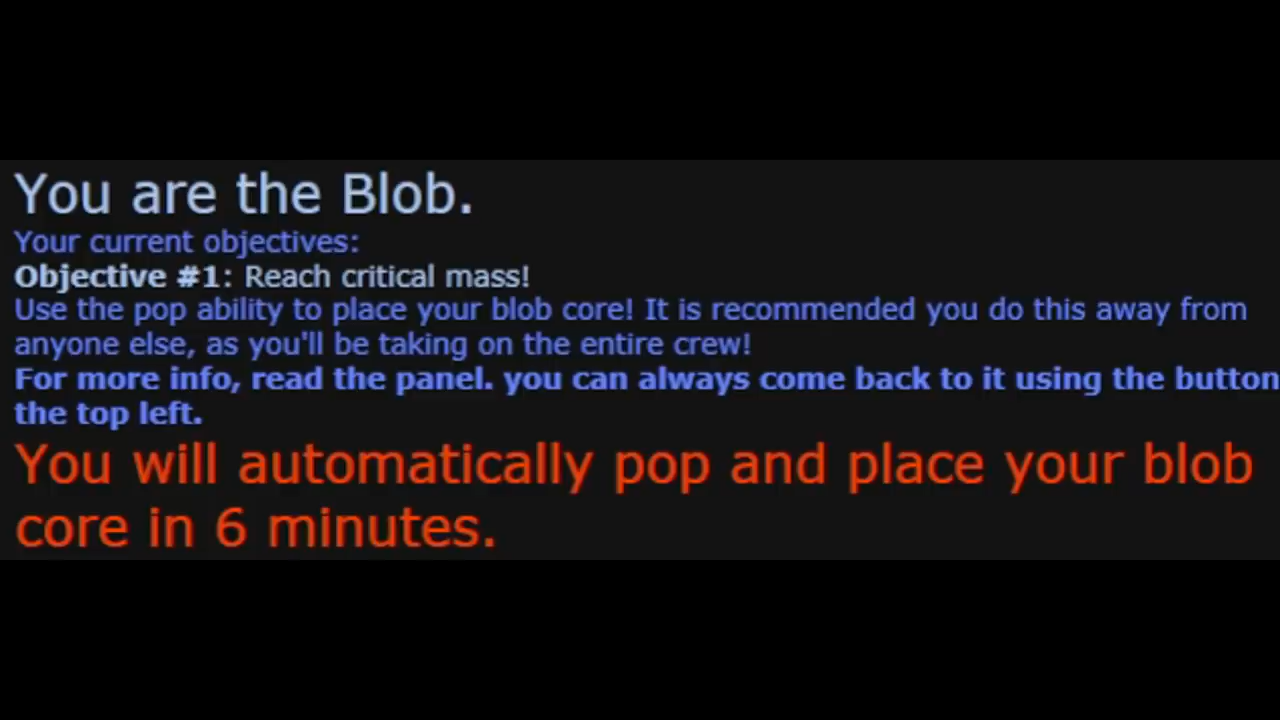 You are the Blob.
Your current objectives:
Objective #1: Reach critical mass!
Use the pop ability to place your blob core! It is recommended you do this away from
anyone else, as you'll be taking on the entire crew!
For more info, read the panel. you can always come back to it using the button
the top left.
You will automatically pop and place your blob
core in 6 minutes.